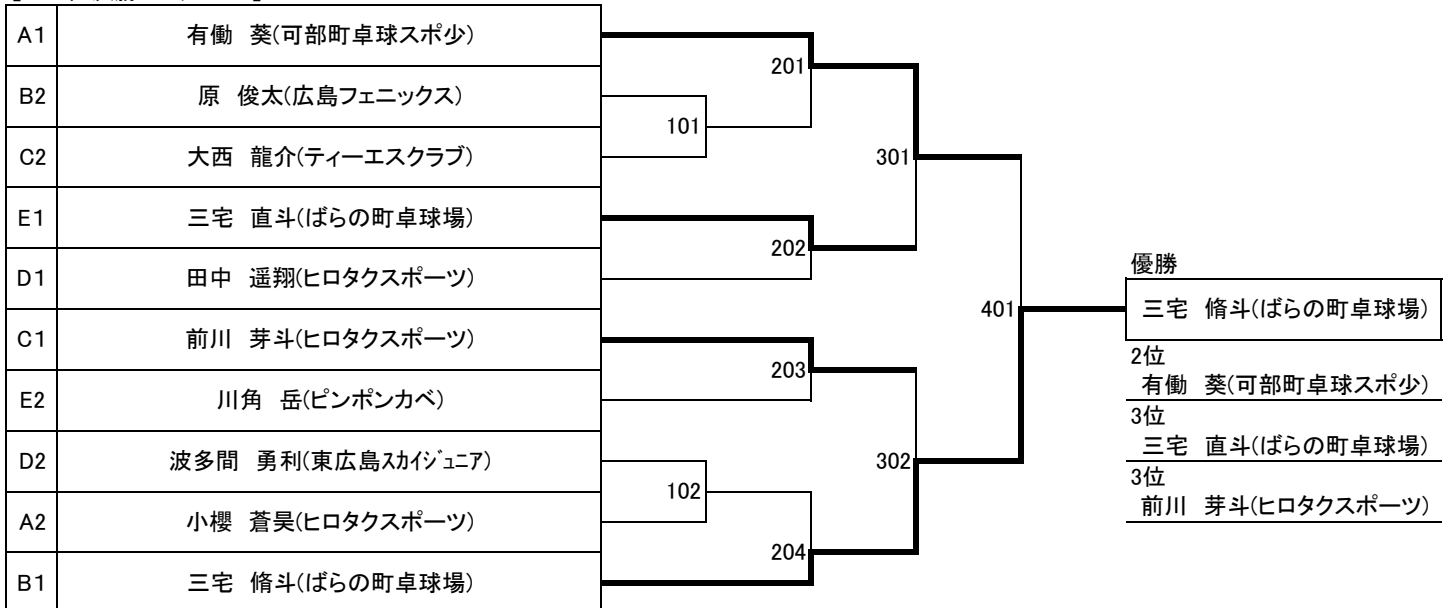 A1 有働　葵(可部町卓球スポ少)
201
B2 原　俊太(広島フェニックス)
101
C2 大西　龍介(ティーエスクラブ)
301
E1 三宅　直斗(ばらの町卓球場)
202
D1 田中　遥翔(ヒロタクスポーツ)
優勝
401
三宅　脩斗(ばらの町卓球場)
C1 前川　芽斗(ヒロタクスポーツ)
2位
203
有働　葵(可部町卓球スポ少)
E2 川角　岳(ピンポンカベ)
3位
三宅　直斗(ばらの町卓球場)
D2 波多間　勇利(東広島ｽｶｲｼﾞｭﾆｱ)
302
3位
102
前川　芽斗(ヒロタクスポーツ)
A2 小櫻　蒼昊(ヒロタクスポーツ)
204
B1 三宅　脩斗(ばらの町卓球場)